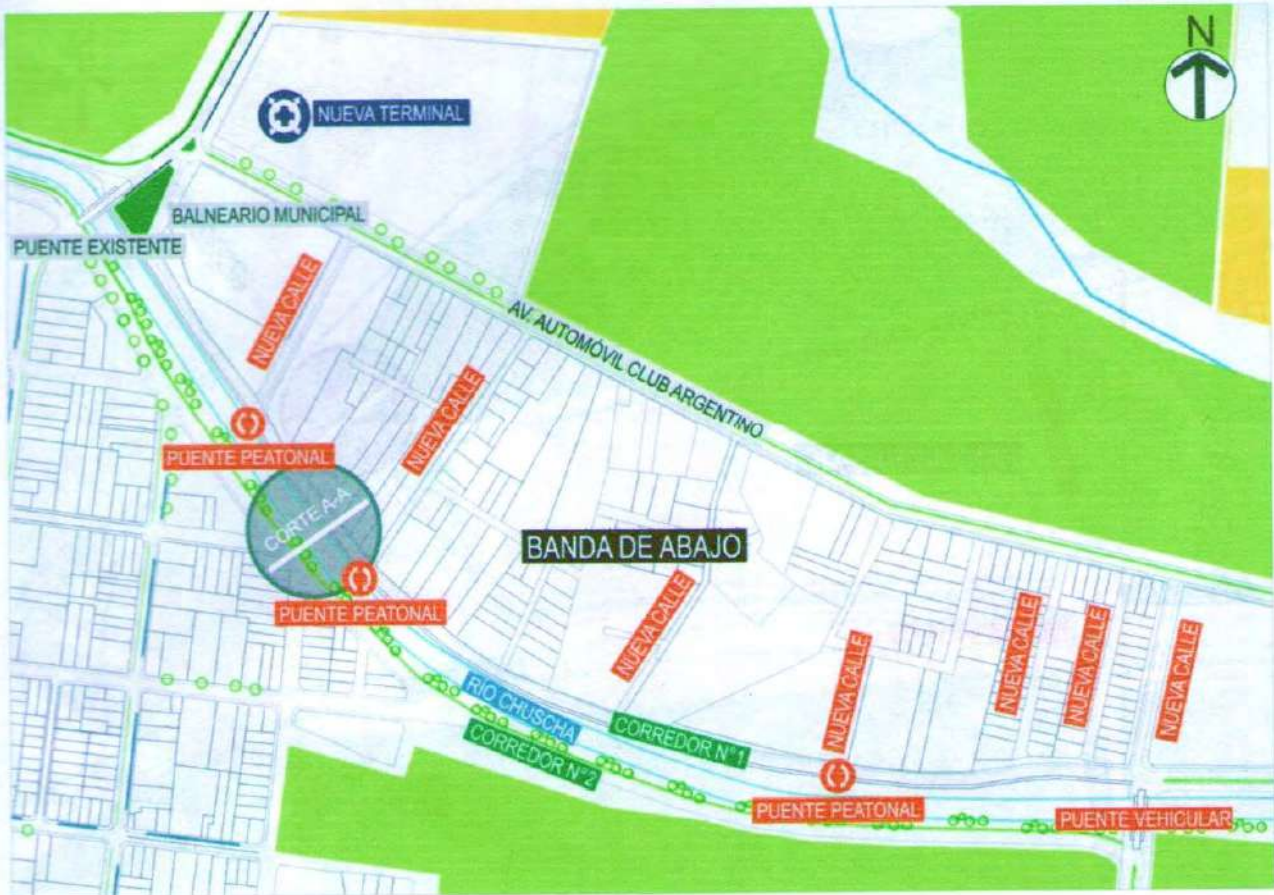 N
NUEVA TERMINAL
BALNEARIO MUNICIPAL
PUENTE EXISTENTE
NUEVA CALLE
AV. AUTOMÓVIL CLUB ARGENTINO
NUEVA CALLE
PUENTE PEATONAL
CORTE A-A
BANDA DE ABAJO
PUENTE PEATONAL
NUEVA CALLE
NUEVA CALLE
NUEVA CALLE
NUEVA CALLE
NUEVA CALLE
RIO CHUSCHA
CORREDOR N°1
CORREDOR N°2
PUENTE PEATONAL
PUENTE VEHICULAR